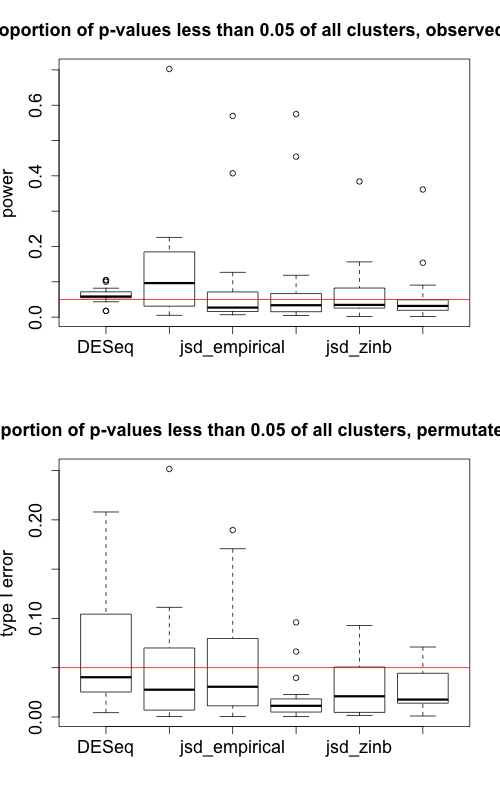 oportion of p-values less than 0.05 of all clusters, observed
power
0.6
0.4
0.2
0.0
DESeq jsd_empirical jsd_zinb
portion of p-values less than 0.05 of all clusters, permutate
type I error
0.20
0.10
0.00
DESeq jsd_empirical jsd_zinb